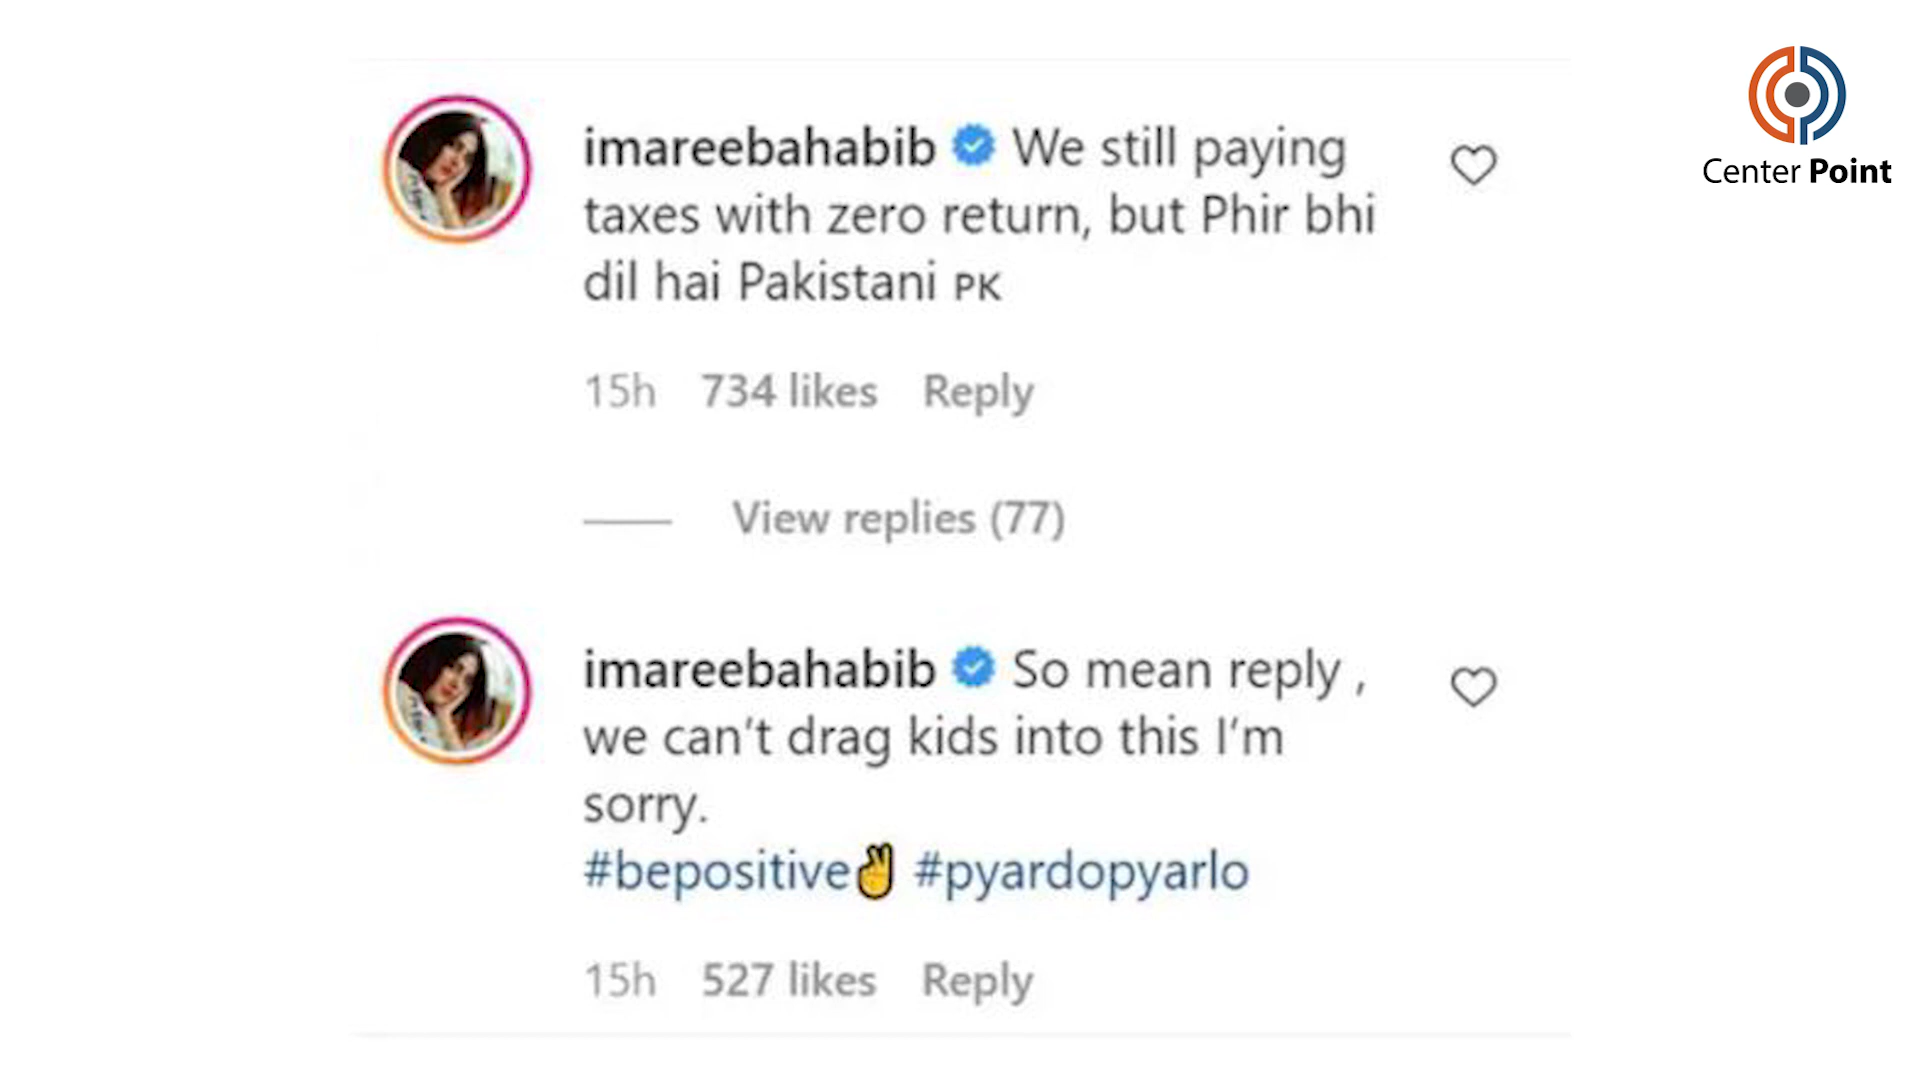 Center Point
imareebahabib We still paying
taxes with zero return, but Phir bhi
dil hai Pakistani PK
15h 734 likes Reply
View replies (77)
imareebahabib So mean reply ,
we can't drag kids into this I'm
sorry.
#bepositive✌ #pyardopyarlo
15h 527 likes Reply